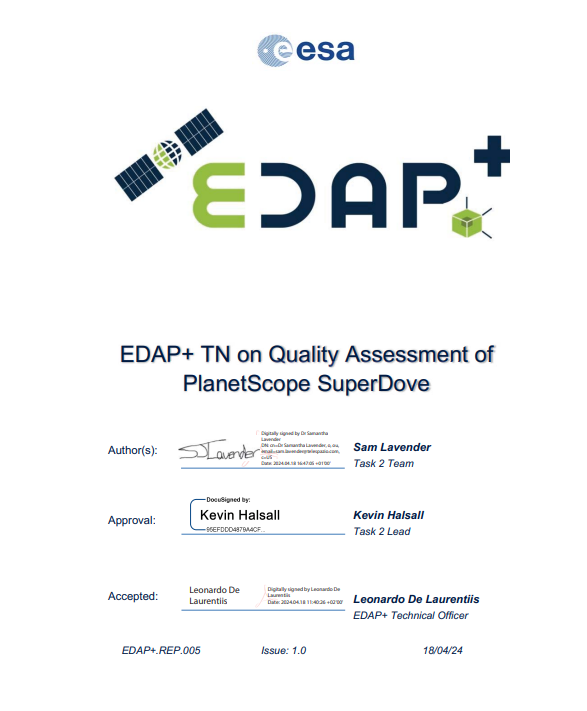 esa
EDAP+
EDAP+ TN on Quality Assessment of
PlanetScope SuperDove
Author(s):
SJLavender
Digitally signed by Dr Samantha
Lavender
DN: cn=Dr Samantha Lavender, o, ou,
email=sam.lavender@telespazio.com,
c=US
Date: 2024.04.18 16:47:05 +01'00'
Sam Lavender
Task 2 Team
Approval:
DocuSigned by:
Kevin Halsall
95EFDDD4879A4CF...
Kevin Halsall
Task 2 Lead
Accepted:
Leonardo De
Laurentiis
Digitally signed by Leonardo De
Laurentiis
Date: 2024.04.18 11:40:26 +02'00'
Leonardo De Laurentiis
EDAP+ Technical Officer
EDAP+.REP.005 Issue: 1.0 18/04/24